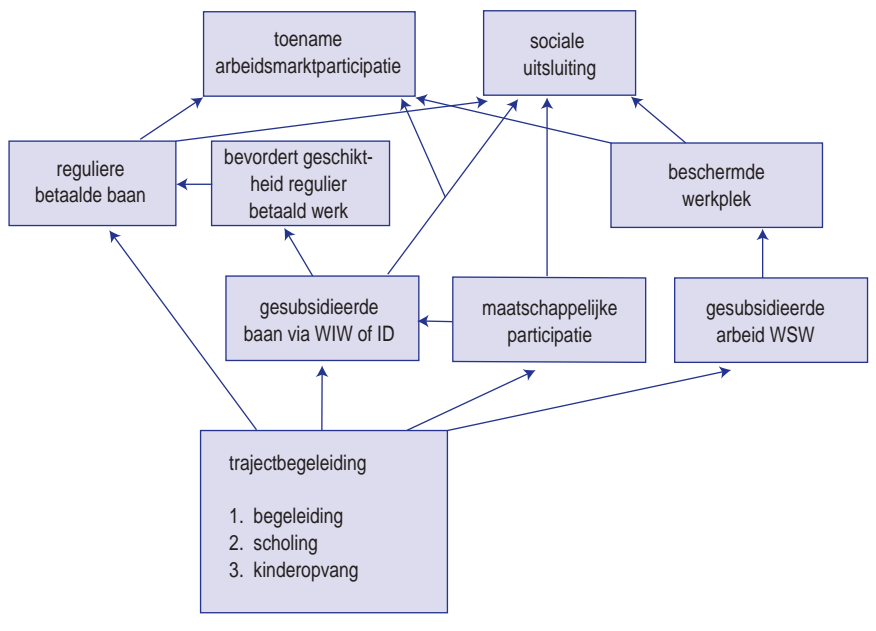 toename
arbeidsmarktparticipatie
sociale
uitsluiting
reguliere
betaalde baan
bevordert geschikt-
heid regulier
betaald werk
beschermde
werkplek
gesubsidieerde
baan via WIW of ID
maatschappelijke
participatie
gesubsidieerde
arbeid WSW
trajectbegeleiding
1. begeleiding
2. scholing
3. kinderopvang